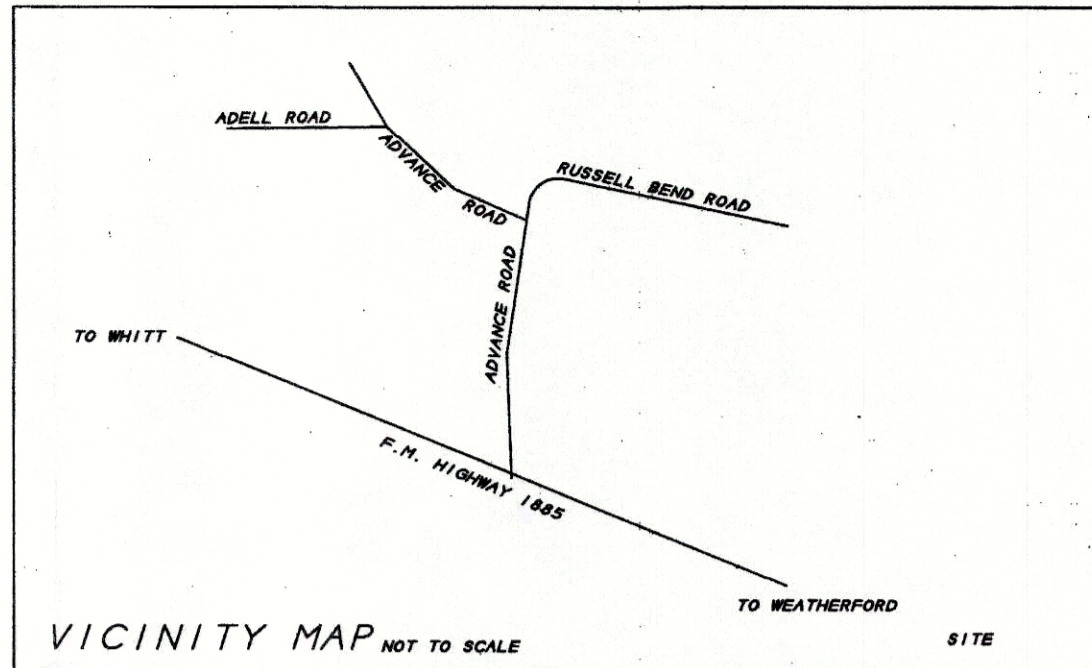 ADELL ROAD
ADVANCE
ROAD
RUSSELL BEND ROAD
ADVANCE ROAD
TO WHITT
F.M. HIGHWAY 1885
TO WEATHERFORD
VICINITY MAP NOT TO SCALE
SITE